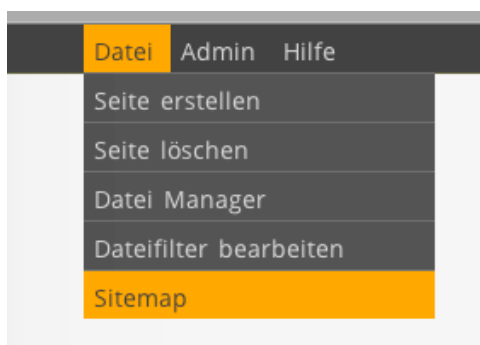 Datei Admin Hilfe
Seite erstellen
Seite löschen
Datei Manager
Dateifilter bearbeiten
Sitemap